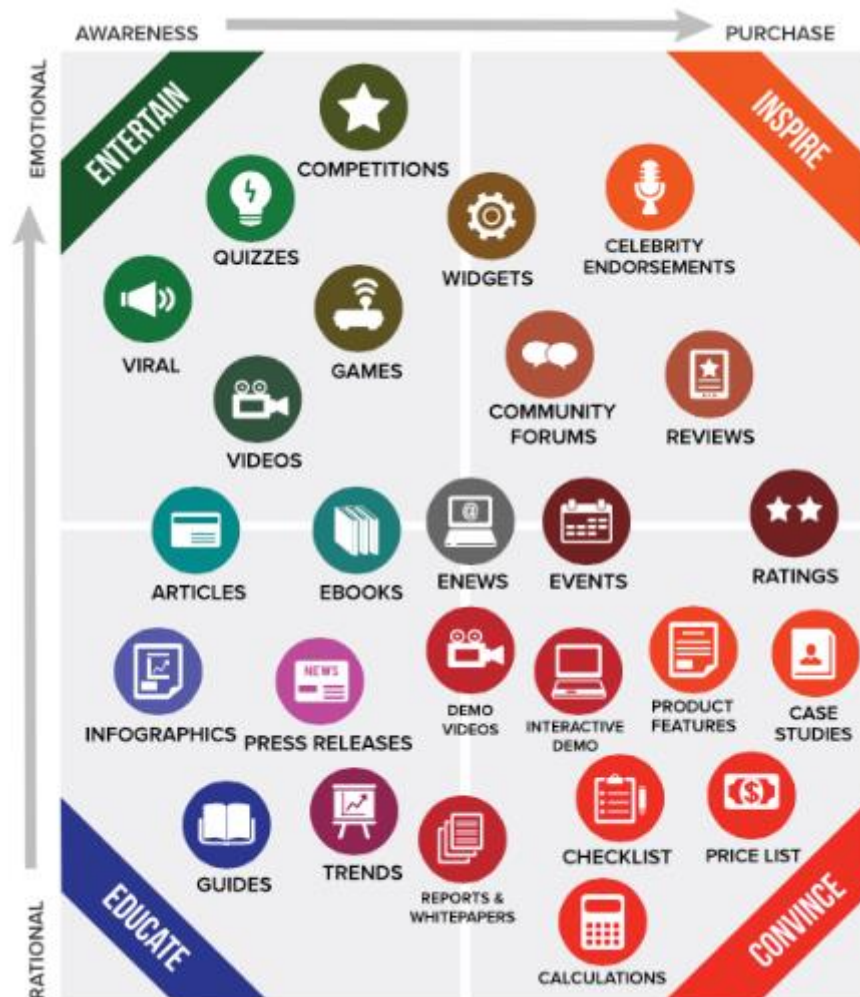 AWARENESS
PURCHASE
EMOTIONAL
ENTERTAIN
INSPIRE
COMPETITIONS
QUIZZES
WIDGETS
CELEBRITY
ENDORSEMENTS
VIRAL
GAMES
COMMUNITY
FORUMS
REVIEWS
VIDEOS
@
ARTICLES
EBOOKS
ENEWS
EVENTS
RATINGS
NEWS
INFOGRAPHICS
PRESS RELEASES
DEMO
VIDEOS
INTERACTIVE
DEMO
PRODUCT
FEATURES
CASE
STUDIES
$
GUIDES
TRENDS
REPORTS &
WHITEPAPERS
CHECKLIST
PRICE LIST
CALCULATIONS
RATIONAL
EDUCATE
CONVINCE